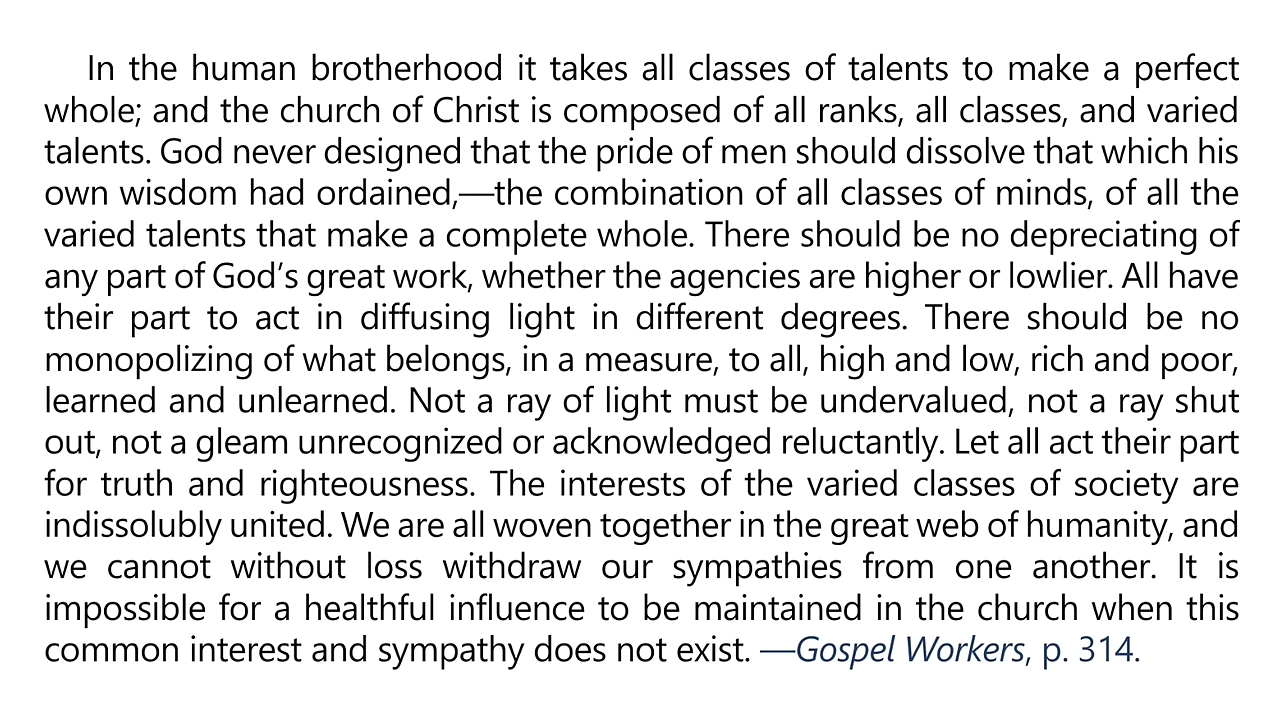 In the human brotherhood it takes all classes of talents to make a perfect
whole; and the church of Christ is composed of all ranks, all classes, and varied
talents. God never designed that the pride of men should dissolve that which his
own wisdom had ordained,—the combination of all classes of minds, of all the
varied talents that make a complete whole. There should be no depreciating of
any part of God’s great work, whether the agencies are higher or lowlier. All have
their part to act in diffusing light in different degrees. There should be no
monopolizing of what belongs, in a measure, to all, high and low, rich and poor,
learned and unlearned. Not a ray of light must be undervalued, not a ray shut
out, not a gleam unrecognized or acknowledged reluctantly. Let all act their part
for truth and righteousness. The interests of the varied classes of society are
indissolubly united. We are all woven together in the great web of humanity, and
we cannot without loss withdraw our sympathies from one another. It is
impossible for a healthful influence to be maintained in the church when this
common interest and sympathy does not exist. —Gospel Workers, p. 314.